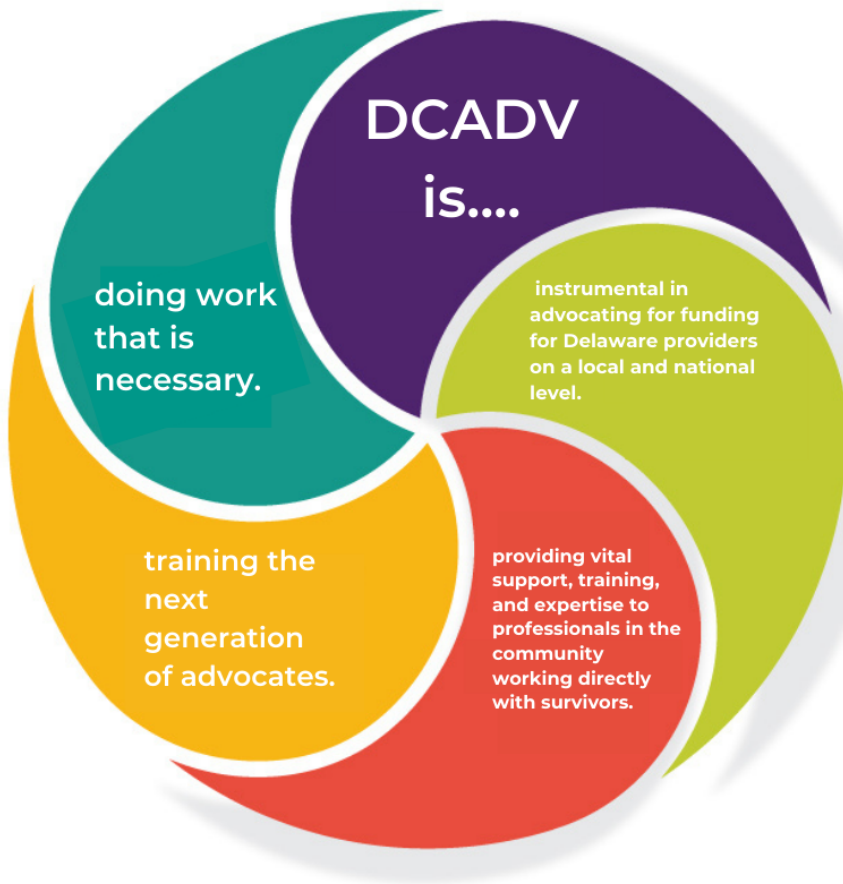 DCADV
is....
instrumental in
advocating for funding
for Delaware providers
on a local and national
level.
providing vital
support, training,
and expertise to
professionals in the
community
working directly
with survivors.
training the
next
generation
of advocates.
doing work
that is
necessary.